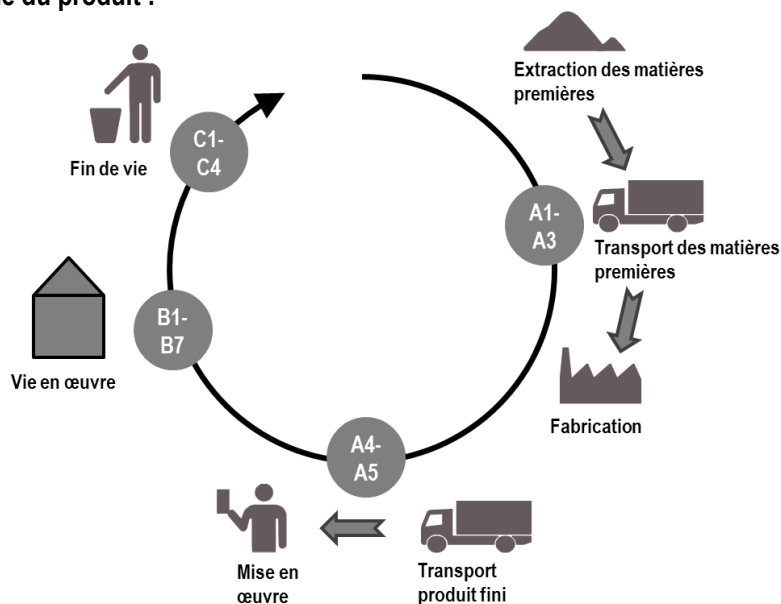 du produit :
Extraction des matières
premières
A1-
A3
Transport des matières
premières
Fabrication
A4-
A5
Transport
produit fini
Mise en
œuvre
B1-
B7
Vie en œuvre
C1-
C4
Fin de vie